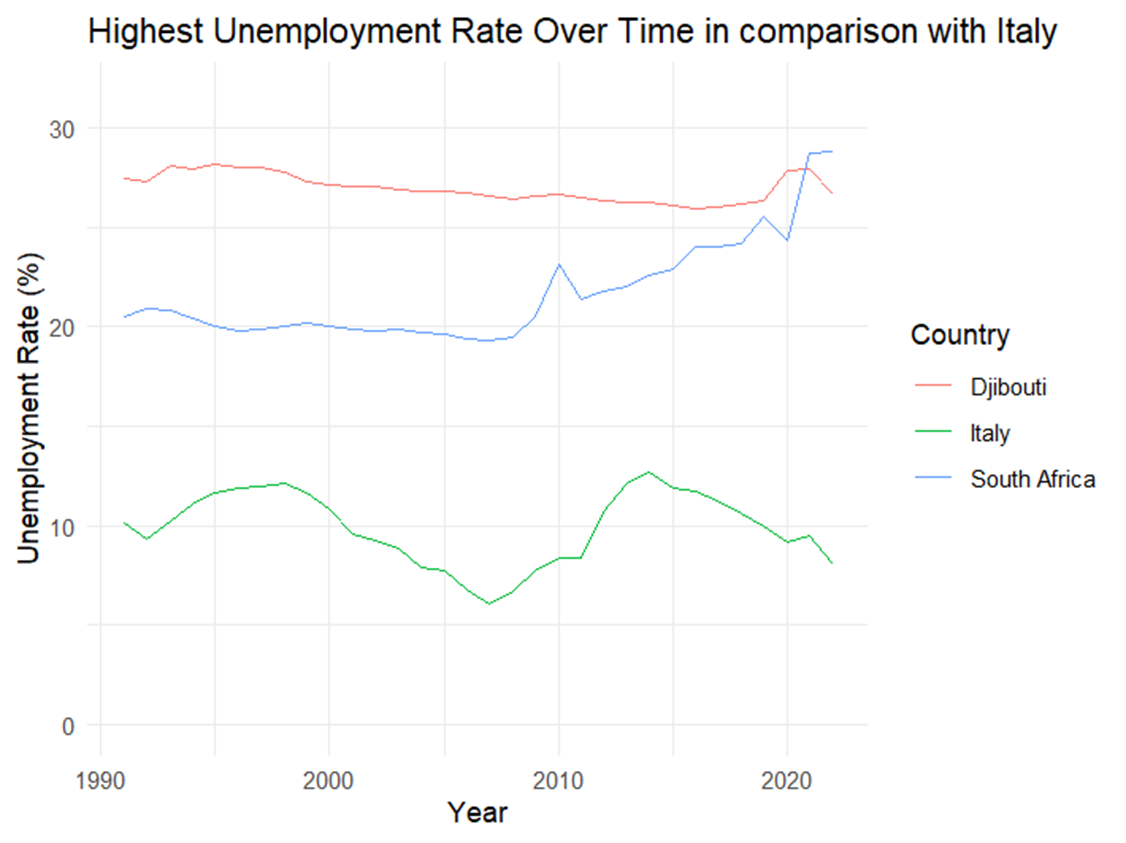 Highest Unemployment Rate Over Time in comparison with Italy
30
20
10
0
Unemployment Rate (%)
1990 2000 2010 2020
Year
Country
Djibouti
Italy
South Africa